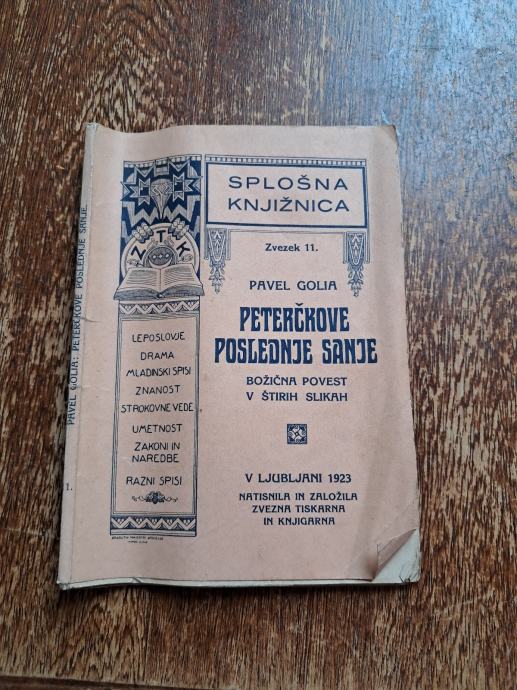 PAVEL GOLIA: PETERČKOVE POSLEDNJE SANJE.
1.
Z T K
LEPOSLOVJE
DRAMA
MLADINSKI SPISI
ZNANOST
STROKOVNE VEDE
UMETNOST
ZAKONI IN
NAREDBE
RAZNI SPISI
SPLOŠNA
KNJIŽNICA
Zvezek 11.
PAVEL GOLIA
PETERČKOVE
POSLEDNJE SANJE
BOŽIČNA POVEST
V ŠTIRIH SLIKAH
V LJUBLJANI 1923
NATISNILA IN ZALOŽILA
ZVEZNA TISKARNA
IN KNJIGARNA